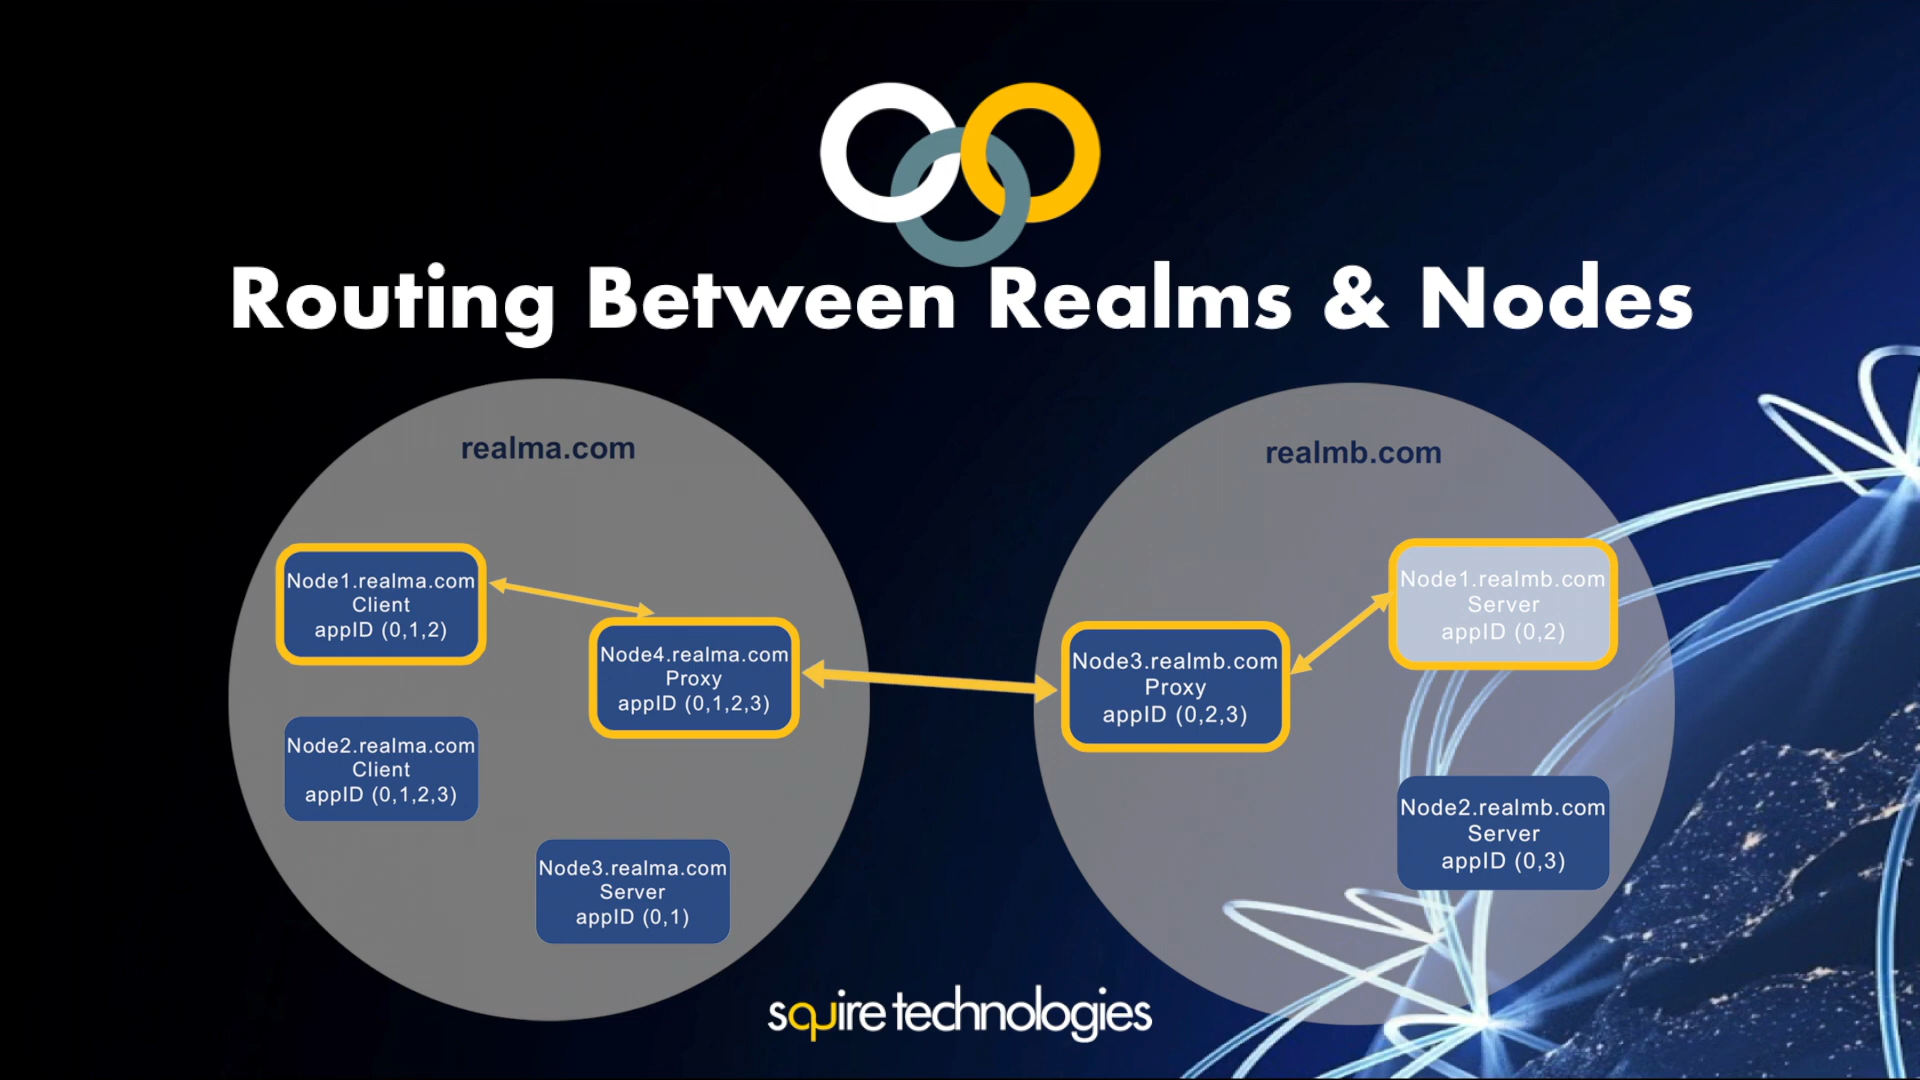 Routing Between Realms & Nodes
realma.com
Node1.realma.com
Client
appID (0,1,2)
Node4.realma.com
Proxy
appID (0,1,2,3)
Node2.realma.com
Client
appID (0,1,2,3)
Node3.realma.com
Server
appID (0,1)
realmb.com
Node1.realmb.com
Server
appID (0,2)
Node3.realmb.com
Proxy
appID (0,2,3)
Node2.realmb.com
Server
appID (0,3)
squire technologies